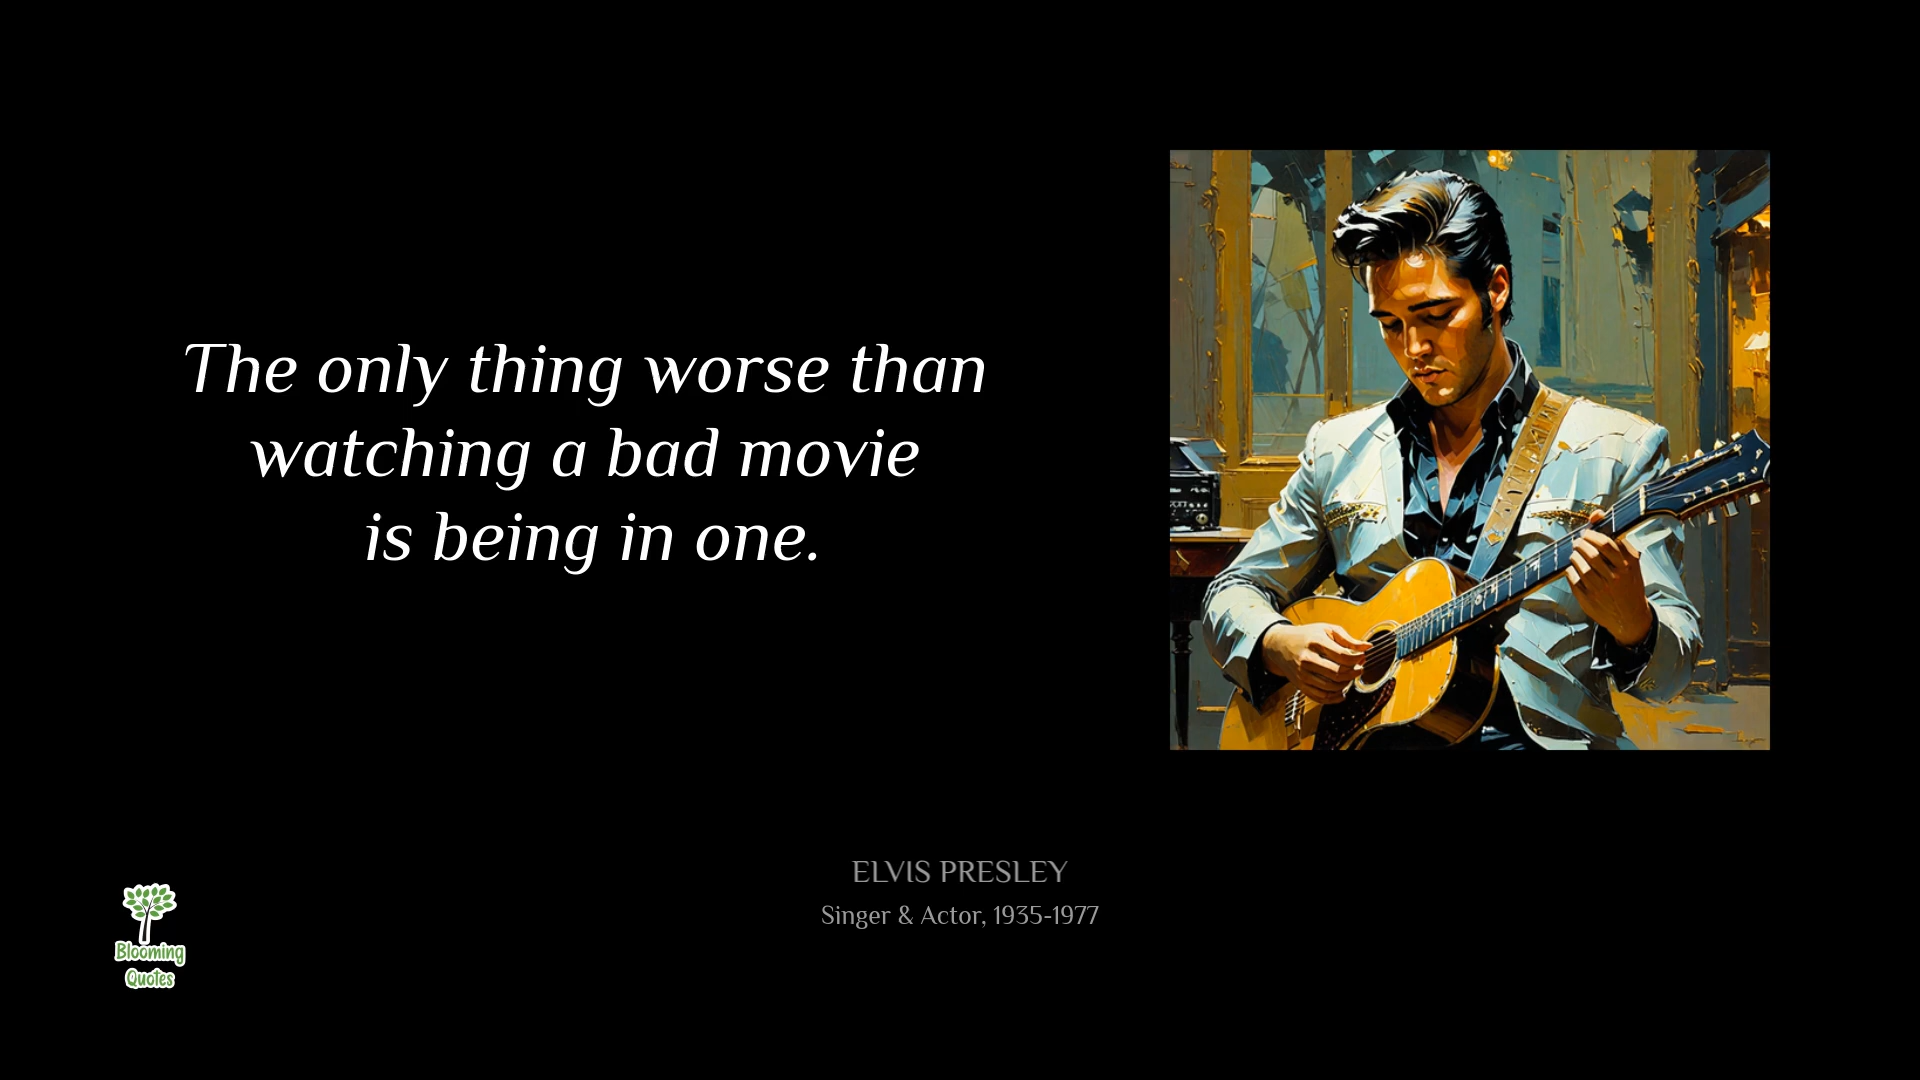 The only thing worse than
watching a bad movie
is being in one.
ELVIS PRESLEY
Singer & Actor, 1935-1977
Blooming
Quotes